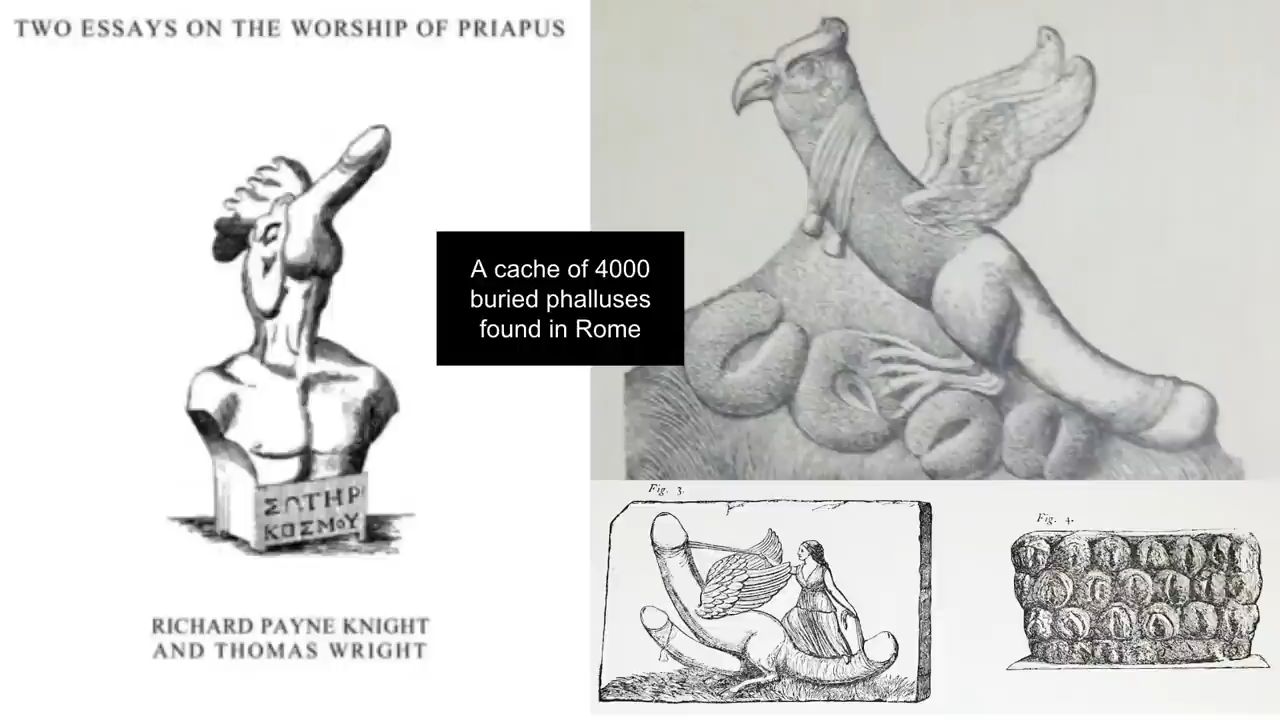 TWO ESSAYS ON THE WORSHIP OF PRIAPUS
ΣΩΤΗΡ
ΚΟΣΜοΥ
RICHARD PAYNE KNIGHT
AND THOMAS WRIGHT
A cache of 4000
buried phalluses
found in Rome
Fig. 3.
Fig. 4.